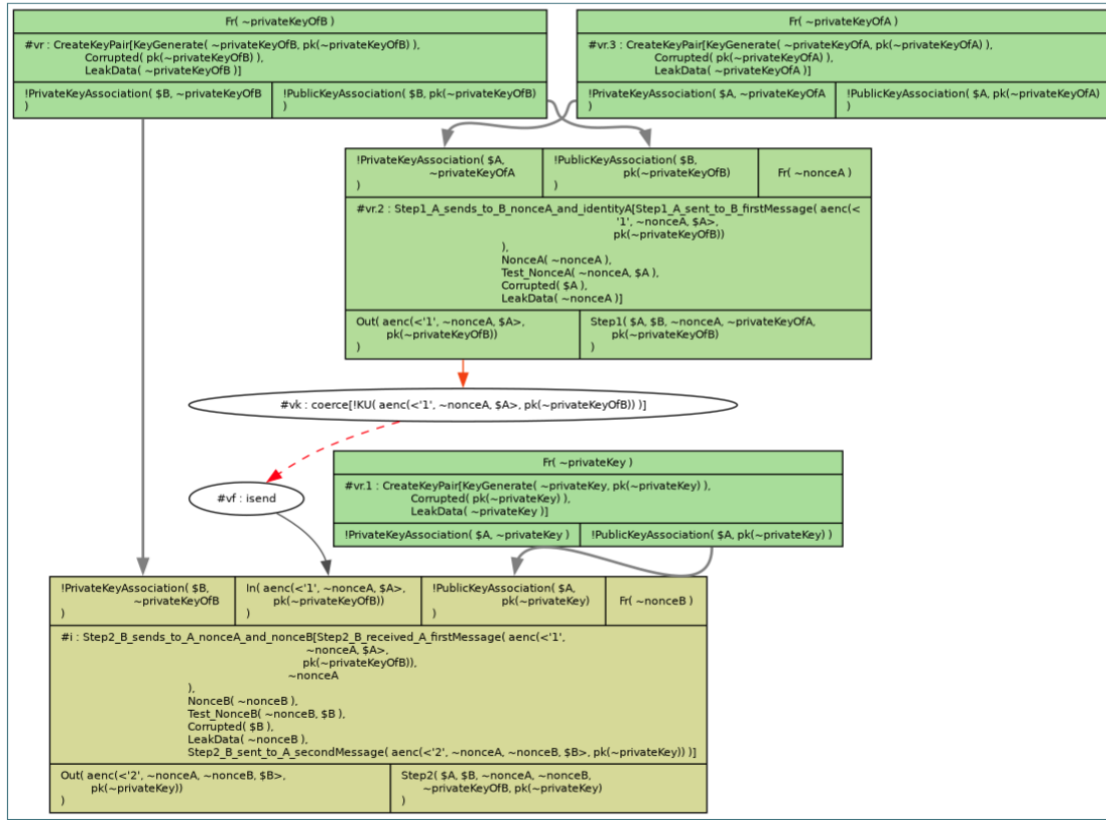 Fr( ~privateKeyOfB )
#vr : CreateKeyPair[KeyGenerate( ~privateKeyOfB, pk(~privateKeyOfB) ),
Corrupted( pk(~privateKeyOfB) ),
LeakData( ~privateKeyOfB )]
!PrivateKeyAssociation( $B, ~privateKeyOfB
)
!PublicKeyAssociation( $B, pk(~privateKeyOfB)
)
Fr( ~privateKeyOfA )
#vr.3 : CreateKeyPair[KeyGenerate( ~privateKeyOfA, pk(~privateKeyOfA) ),
Corrupted( pk(~privateKeyOfA) ),
LeakData( ~privateKeyOfA )]
!PrivateKeyAssociation( $A, ~privateKeyOfA
)
!PublicKeyAssociation( $A, pk(~privateKeyOfA)
)
!PrivateKeyAssociation( $A,
~privateKeyOfA
)
!PublicKeyAssociation( $B,
pk(~privateKeyOfB)
)
Fr( ~nonceA )
#vr.2 : Step1_A_sends_to_B_nonceA_and_identityA[Step1_A_sent_to_B_firstMessage( aenc(<
'1', ~nonceA, $A>,
pk(~privateKeyOfB))
),
NonceA( ~nonceA ),
Test_NonceA( ~nonceA, $A ),
Corrupted( $A ),
LeakData( ~nonceA )]
Out( aenc(<'1', ~nonceA, $A>,
pk(~privateKeyOfB))
)
Step1( $A, $B, ~nonceA, ~privateKeyOfA,
pk(~privateKeyOfB)
)
#vk : coerce[!KU( aenc(<'1', ~nonceA, $A>, pk(~privateKeyOfB)) )]
#vf : isend
Fr( ~privateKey )
#vr.1 : CreateKeyPair[KeyGenerate( ~privateKey, pk(~privateKey) ),
Corrupted( pk(~privateKey) ),
LeakData( ~privateKey )]
!PrivateKeyAssociation( $A, ~privateKey )
!PublicKeyAssociation( $A, pk(~privateKey) )
!PrivateKeyAssociation( $B,
~privateKeyOfB
)
In( aenc(<'1', ~nonceA, $A>,
pk(~privateKeyOfB))
)
!PublicKeyAssociation( $A,
pk(~privateKey)
)
Fr( ~nonceB )
#i : Step2_B_sends_to_A_nonceA_and_nonceB[Step2_B_received_A_firstMessage( aenc(<'1',
~nonceA, $A>,
pk(~privateKeyOfB)),
~nonceA
),
NonceB( ~nonceB ),
Test_NonceB( ~nonceB, $B ),
Corrupted( $B ),
LeakData( ~nonceB ),
Step2_B_sent_to_A_secondMessage( aenc(<'2', ~nonceA, ~nonceB, $B>, pk(~privateKey)) )]
Out( aenc(<'2', ~nonceA, ~nonceB, $B>,
pk(~privateKey))
)
Step2( $A, $B, ~nonceA, ~nonceB,
~privateKeyOfB, pk(~privateKey)
)